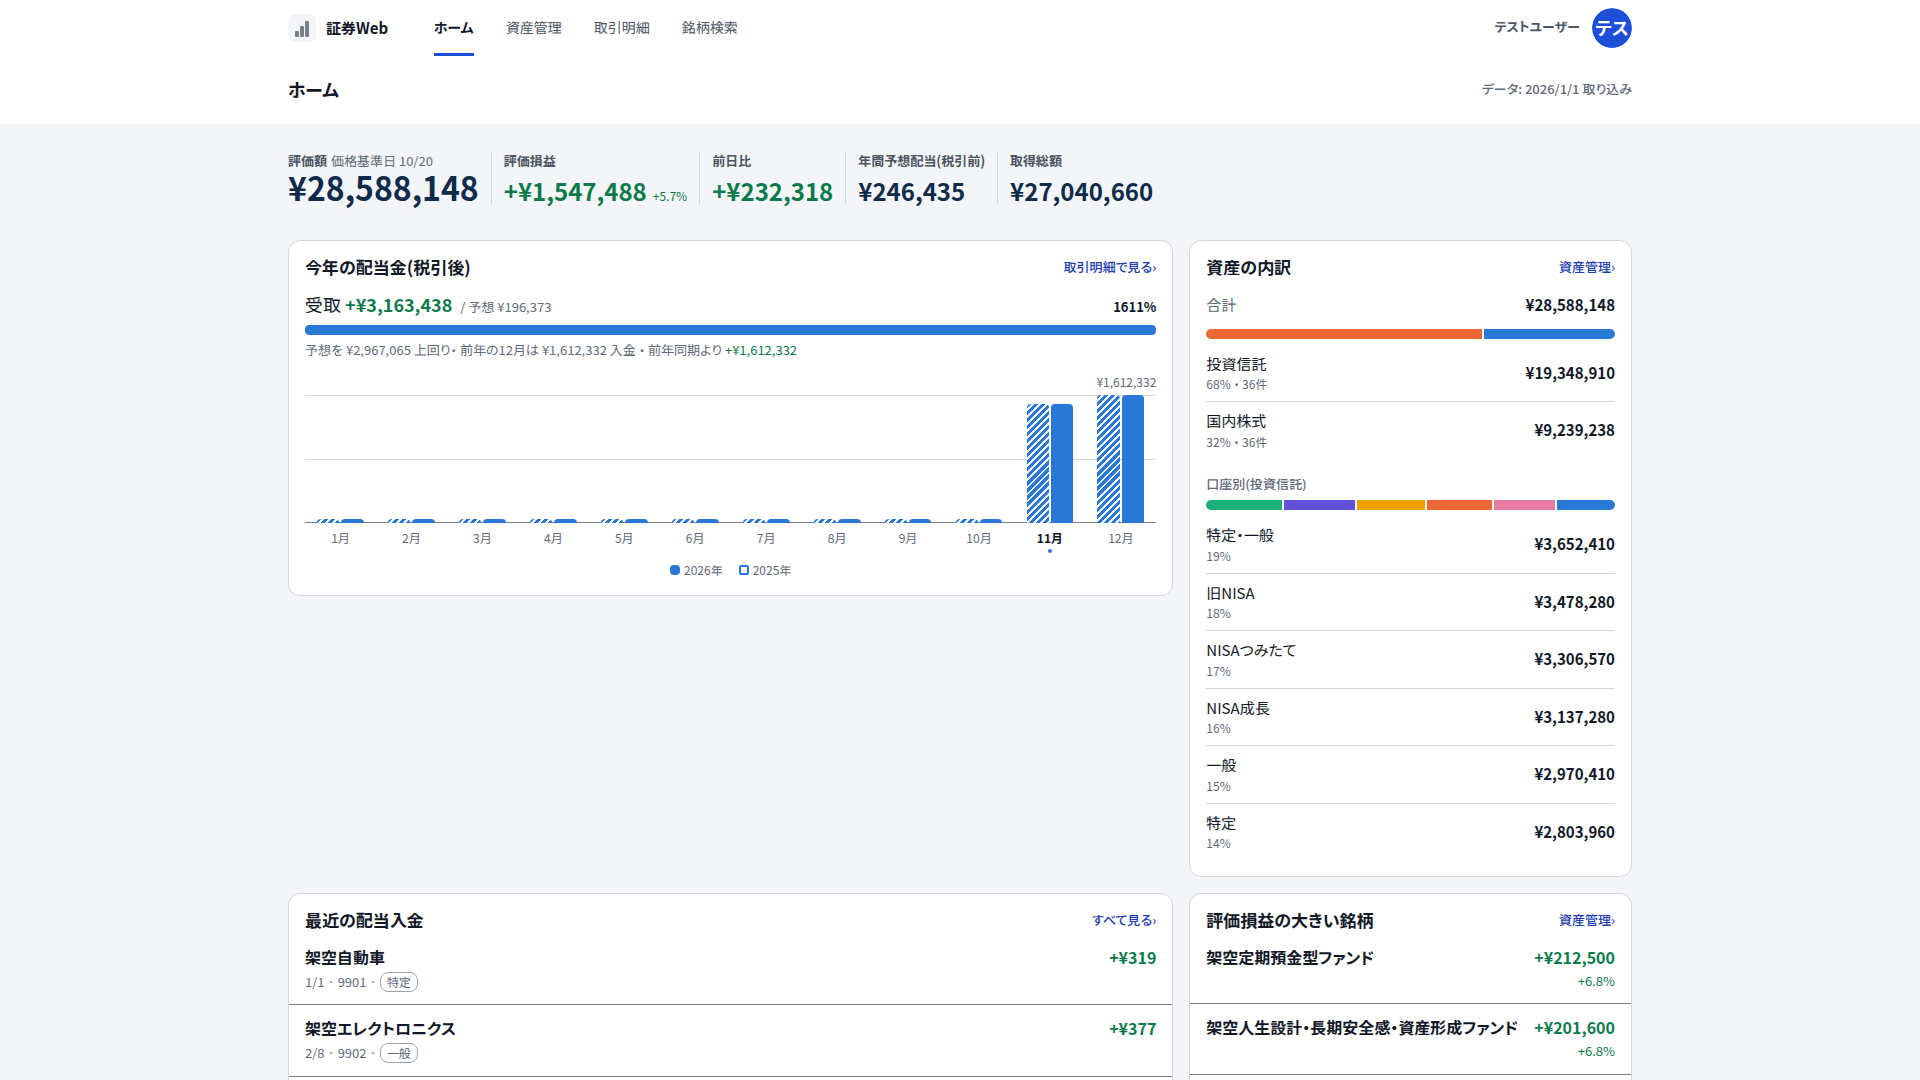 証券Web
ホーム
資産管理
取引明細
銘柄検索
テストユーザー
テス
ホーム
データ: 2026/1/1 取り込み
評価額 価格基準日 10/20
¥28,588,148
評価損益
+¥1,547,488 +5.7%
前日比
+¥232,318
年間予想配当(税引前)
¥246,435
取得総額
¥27,040,660
今年の配当金(税引後)
取引明細で見る›
受取 +¥3,163,438 / 予想 ¥196,373
1611%
予想を ¥2,967,065 上回り・前年の12月は ¥1,612,332 入金・前年同期より +¥1,612,332
¥1,612,332
1月 2月 3月 4月 5月 6月 7月 8月 9月 10月 11月 12月
2026年 2025年
資産の内訳
資産管理›
合計
¥28,588,148
投資信託
68%・36件
¥19,348,910
国内株式
32%・36件
¥9,239,238
口座別(投資信託)
特定・一般
19%
¥3,652,410
旧NISA
18%
¥3,478,280
NISAつみたて
17%
¥3,306,570
NISA成長
16%
¥3,137,280
一般
15%
¥2,970,410
特定
14%
¥2,803,960
最近の配当入金
すべて見る›
架空自動車
+¥319
1/1 · 9901 · 特定
架空エレクトロニクス
+¥377
2/8 · 9902 · 一般
評価損益の大きい銘柄
資産管理›
架空定期預金型ファンド
+¥212,500
+6.8%
架空人生設計・長期安全感・資産形成ファンド
+¥201,600
+6.8%